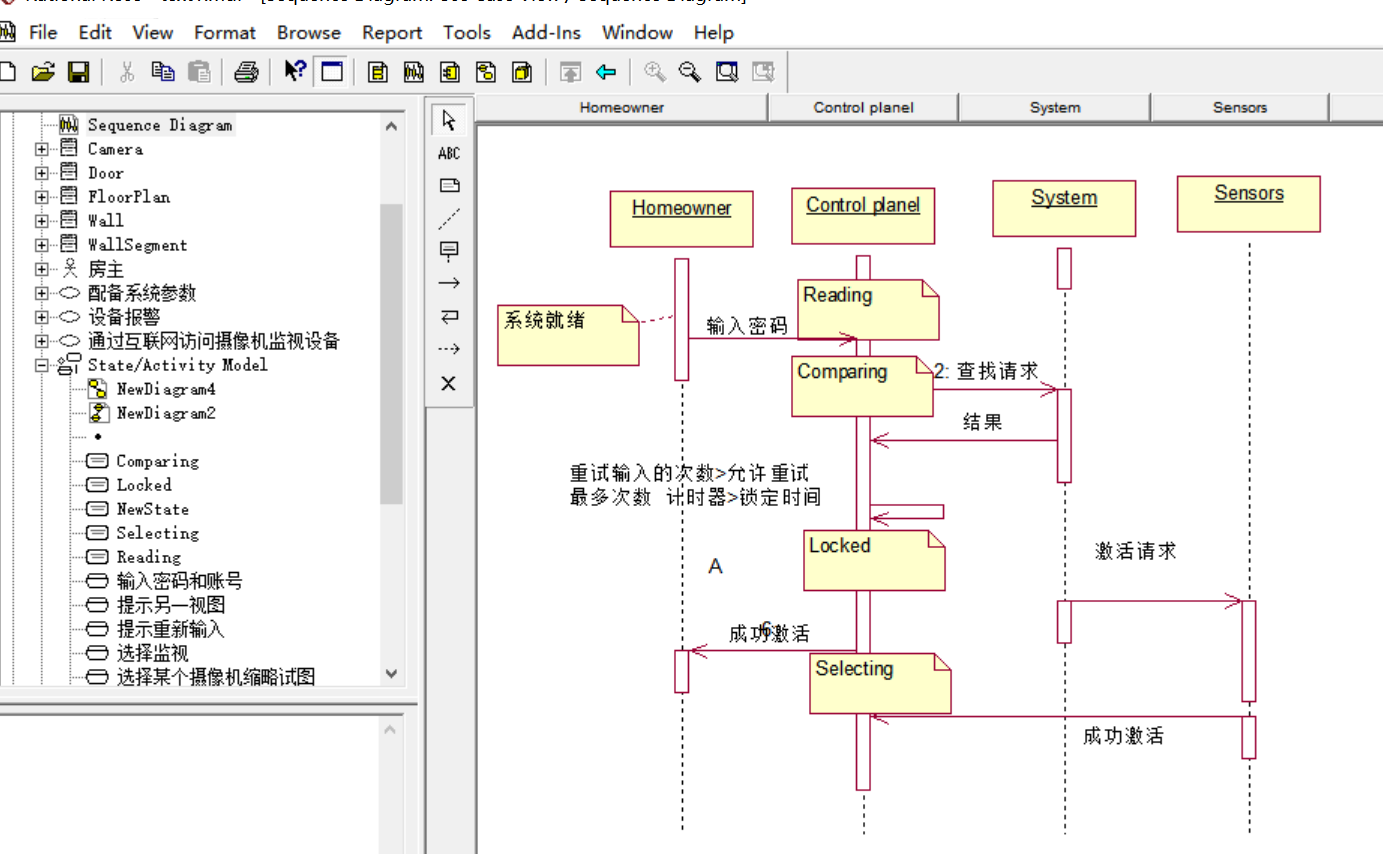 File Edit View Format Browse Report Tools Add-Ins Window Help
Homeowner Control planel System Sensors
Sequence Diagram
Camera
Door
FloorPlan
Wall
WallSegment
房主
配备系统参数
设备报警
通过互联网访问摄像机监视设备
State/Activity Model
NewDiagram4
NewDiagram2
Comparing
Locked
NewState
Selecting
Reading
输入密码和账号
提示另一视图
提示重新输入
选择监视
选择某个摄像机缩略试图
ABC
Homeowner
Control planel
System
Sensors
Reading
系统就绪
输入密码
Comparing
2: 查找请求
结果
重试输入的次数>允许重试
最多次数 计时器>锁定时间
Locked
A
激活请求
成功激活
Selecting
成功激活